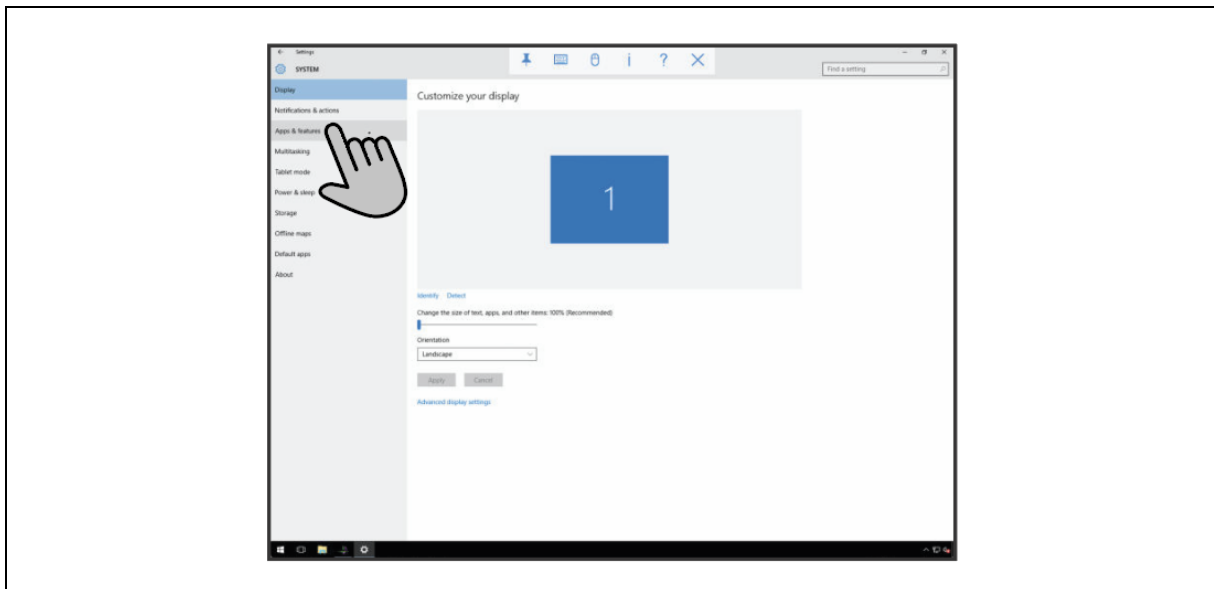 Settings
SYSTEM
Find a setting
Display
Notifications & actions
Apps & features
Multitasking
Tablet mode
Power & sleep
Storage
Offline maps
Default apps
About
Customize your display
1
Identify Detect
Change the size of text, apps, and other items: 100% (Recommended)
Orientation
Landscape
Apply Cancel
Advanced display settings